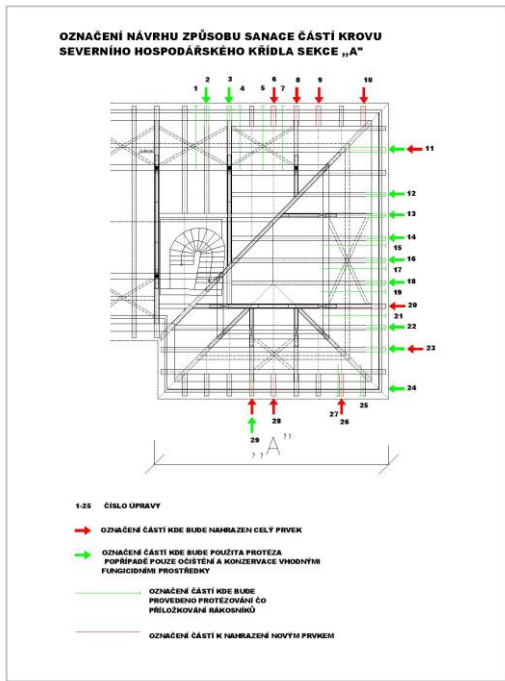 OZNAČENÍ NÁVRHU ZPŮSOBU SANACE ČÁSTÍ KROVU
SEVERNÍHO HOSPODÁŘSKÉHO KŘÍDLA SEKCE ,,A"
1 2 3 4 5 7 6 8 9 10
11
12
13
14
15
16
17
18
19
20
21
22
23
24
25
26
27
28
29
,,A"
1-25 ČÍSLO ÚPRAVY
OZNAČENÍ ČÁSTÍ KDE BUDE NAHRAZEN CELÝ PRVEK
OZNAČENÍ ČÁSTÍ KDE BUDE POUŽITA PROTÉZA
POPŘÍPADĚ POUZE OČIŠTĚNÍ A KONZERVACE VHODNÝMI
FUNGICIDNÍMI PROSTŘEDKY
OZNAČENÍ ČÁSTÍ KDE BUDE
PROVEDENO PROTÉZOVÁNÍ ČO
PŘÍLOŽKOVÁNÍ RÁKOSNÍKŮ
OZNAČENÍ ČÁSTÍ K NAHRAZENÍ NOVÝM PRVKEM